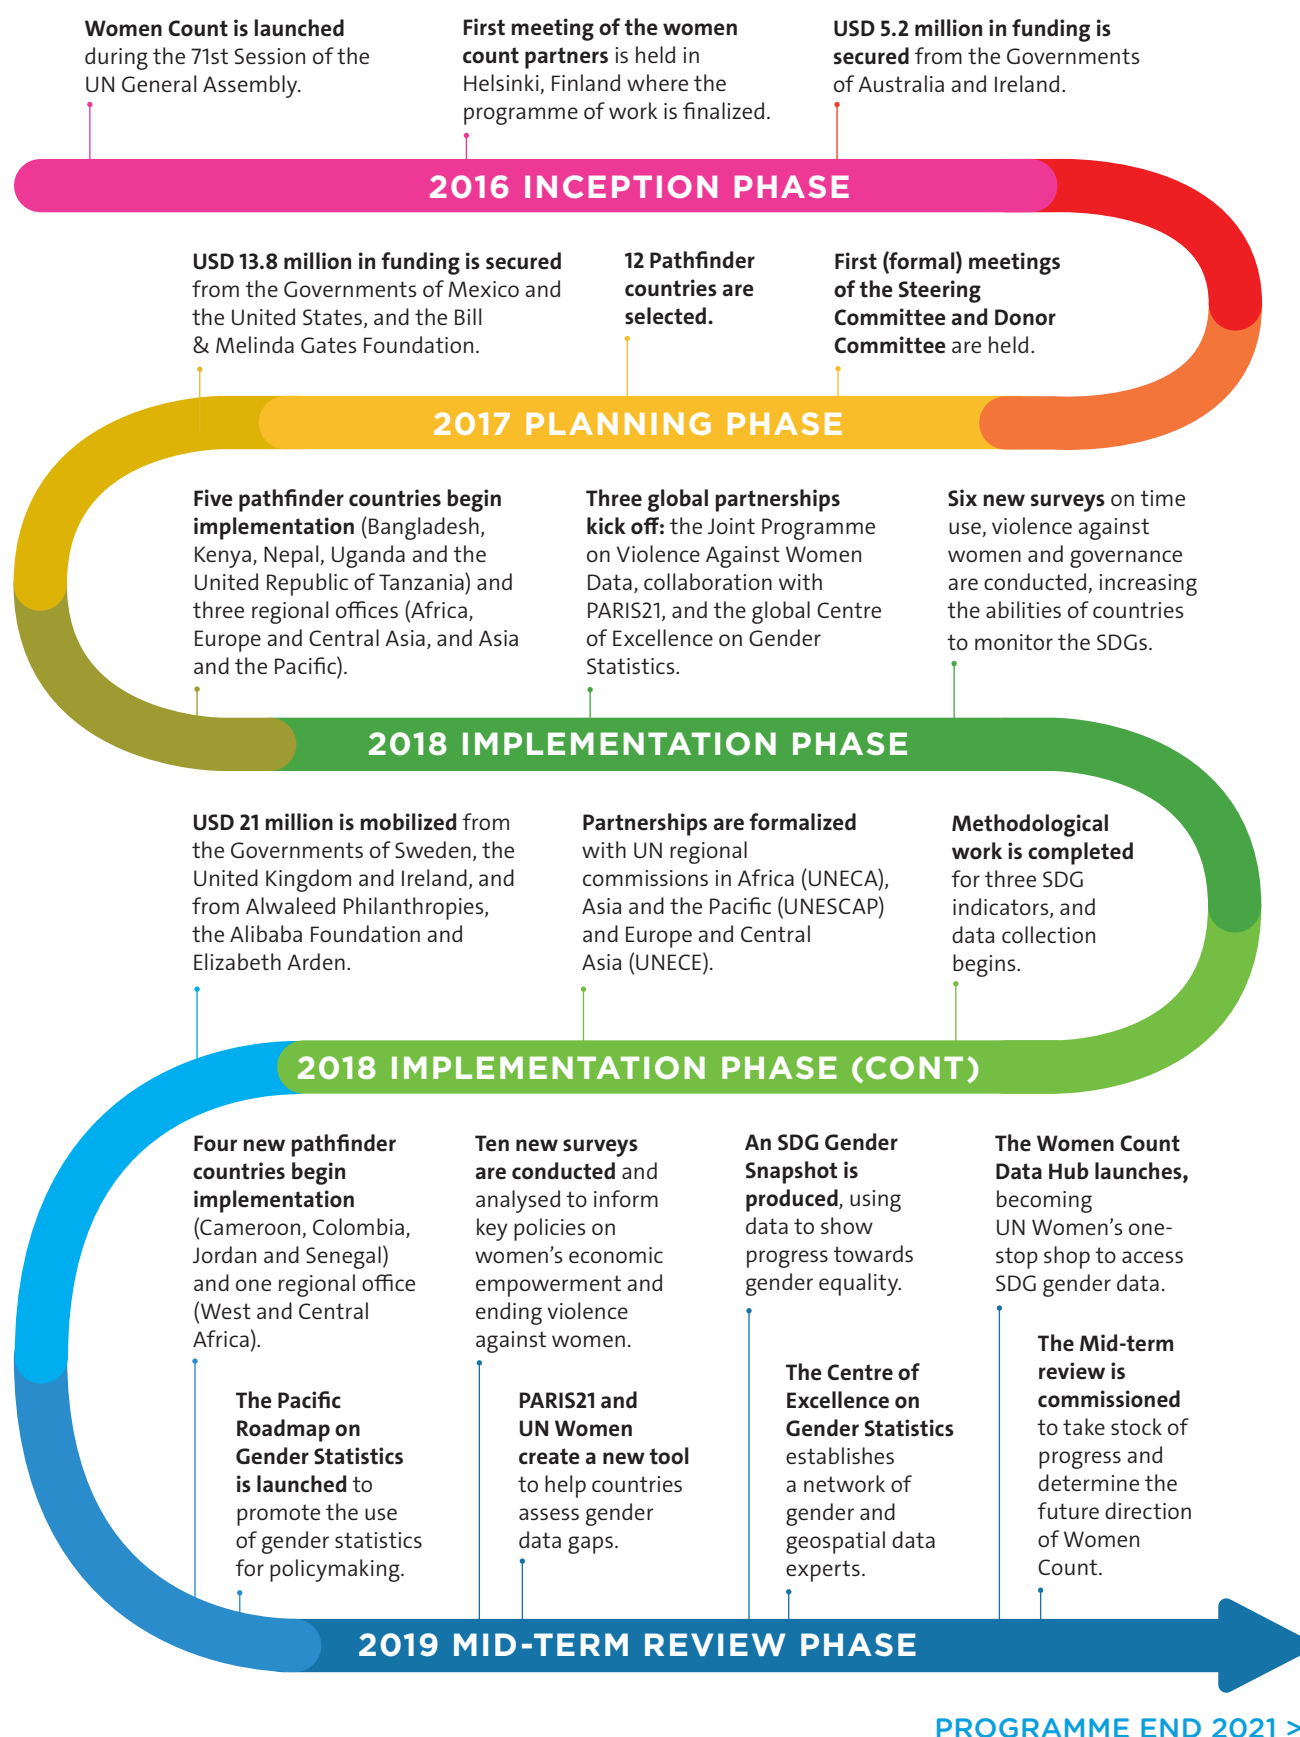 Women Count is launched
during the 71st Session of the
UN General Assembly.
First meeting of the women
count partners is held in
Helsinki, Finland where the
programme of work is finalized.
USD 5.2 million in funding is
secured from the Governments
of Australia and Ireland.
2016 INCEPTION PHASE
USD 13.8 million in funding is secured
from the Governments of Mexico and
the United States, and the Bill
& Melinda Gates Foundation.
12 Pathfinder
countries are
selected.
First (formal) meetings
of the Steering
Committee and Donor
Committee are held.
2017 PLANNING PHASE
Five pathfinder countries begin
implementation (Bangladesh,
Kenya, Nepal, Uganda and the
United Republic of Tanzania) and
three regional offices (Africa,
Europe and Central Asia, and Asia
and the Pacific).
Three global partnerships
kick off: the Joint Programme
on Violence Against Women
Data, collaboration with
PARIS21, and the global Centre
of Excellence on Gender
Statistics.
Six new surveys on time
use, violence against
women and governance
are conducted, increasing
the abilities of countries
to monitor the SDGs.
2018 IMPLEMENTATION PHASE
USD 21 million is mobilized from
the Governments of Sweden, the
United Kingdom and Ireland, and
from Alwaleed Philanthropies,
the Alibaba Foundation and
Elizabeth Arden.
Partnerships are formalized
with UN regional
commissions in Africa (UNECA),
Asia and the Pacific (UNESCAP)
and Europe and Central
Asia (UNECE).
Methodological
work is completed
for three SDG
indicators, and
data collection
begins.
2018 IMPLEMENTATION PHASE (CONT)
Four new pathfinder
countries begin
implementation
(Cameroon, Colombia,
Jordan and Senegal)
and one regional office
(West and Central
Africa).
The Pacific
Roadmap on
Gender Statistics
is launched to
promote the use
of gender statistics
for policymaking.
Ten new surveys
are conducted and
analysed to inform
key policies on
women's economic
empowerment and
ending violence
against women.
PARIS21 and
UN Women
create a new tool
to help countries
assess gender
data gaps.
An SDG Gender
Snapshot is
produced, using
data to show
progress towards
gender equality.
The Centre of
Excellence on
Gender Statistics
establishes
a network of
gender and
geospatial data
experts.
The Women Count
Data Hub launches,
becoming
UN Women's one-
stop shop to access
SDG gender data.
The Mid-term
review is
commissioned
to take stock of
progress and
determine the
future direction
of Women
Count.
2019 MID-TERM REVIEW PHASE
PROGRAMME END 2021 >